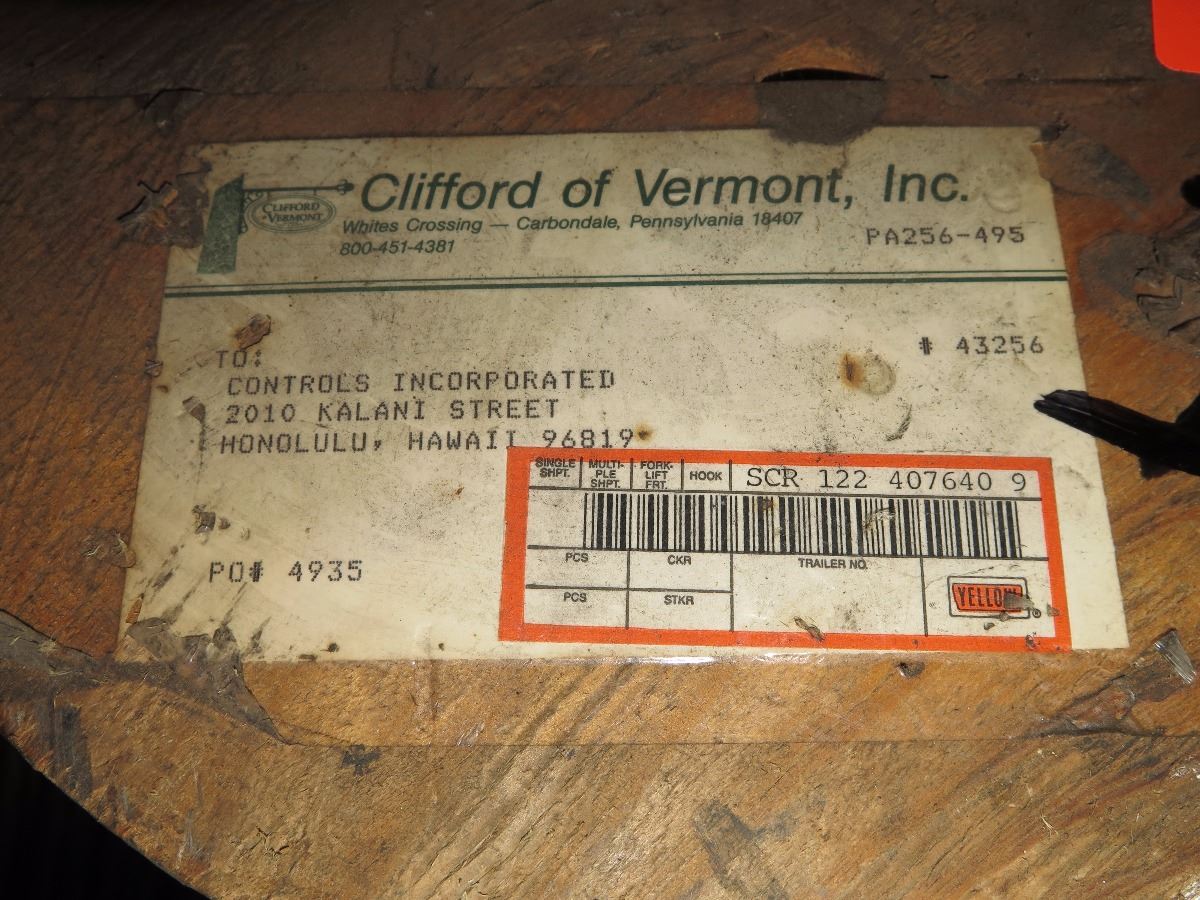 Clifford of Vermont, Inc.
CLIFFORD
of VERMONT
Whites Crossing — Carbondale, Pennsylvania 18407
800-451-4381
PA256-495
# 43256
TO:
CONTROLS INCORPORATED
2010 KALANI STREET
HONOLULU, HAWAII 96819
PO# 4935
SINGLE SHPT.
MULTI-PLE SHPT.
FORK-LIFT FRT.
HOOK
SCR 122 407640 9
PCS
CKR
TRAILER NO.
PCS
STKR
YELLOW®